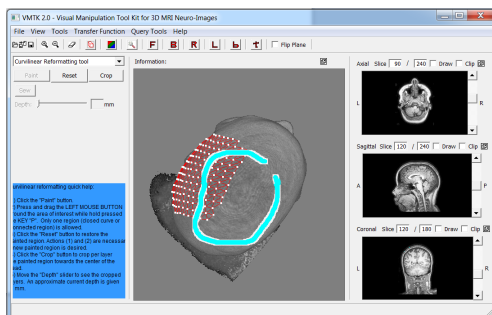 VMTK 2.0 - Visual Manipulation Tool Kit for 3D MRI Neuro-Images
File View Tools Transfer Function Query Tools Help
F B R L Flip Plane
Curvilinear Reformatting tool
Paint Reset Crop
Sew
Depth: mm
Information:
Axial Slice 90 / 240 Draw Clip
L R
Sagittal Slice 120 / 240 Draw Clip
A P
Coronal Slice 120 / 180 Draw Clip
L R
urvilinear reformatting quick help:
) Click the "Paint" button.
) Press and drag the LEFT MOUSE BUTTON
ound the area of interest while hold pressed
e KEY "P". Only one region (closed curve or
onnected region) is allowed.
) Click the "Reset" button to restore the
inted region. Actions (1) and (2) are necessa
new painted region is desired.
) Click the "Crop" button to crop per layer
e painted region towards the center of the
ad.
) Move the "Depth" slider to see the cropped
yers. An approximate current depth is given
mm.